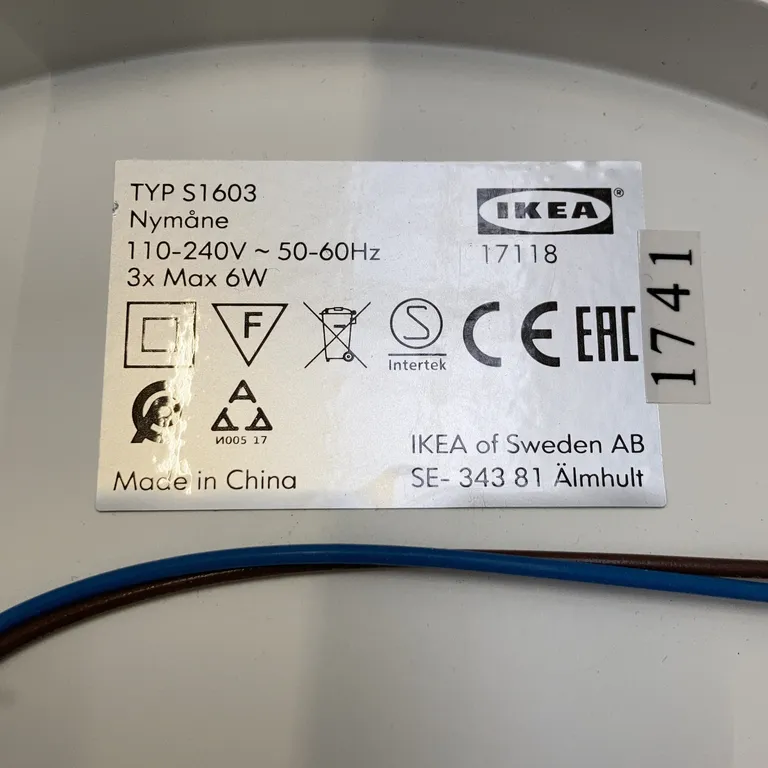 TYP S1603
Nymåne
110-240V ~ 50-60Hz
3x Max 6W
IKEA®
17118
F
S
Intertek
CE
EAC
И005 17
Made in China
IKEA of Sweden AB
SE- 343 81 Älmhult
1741